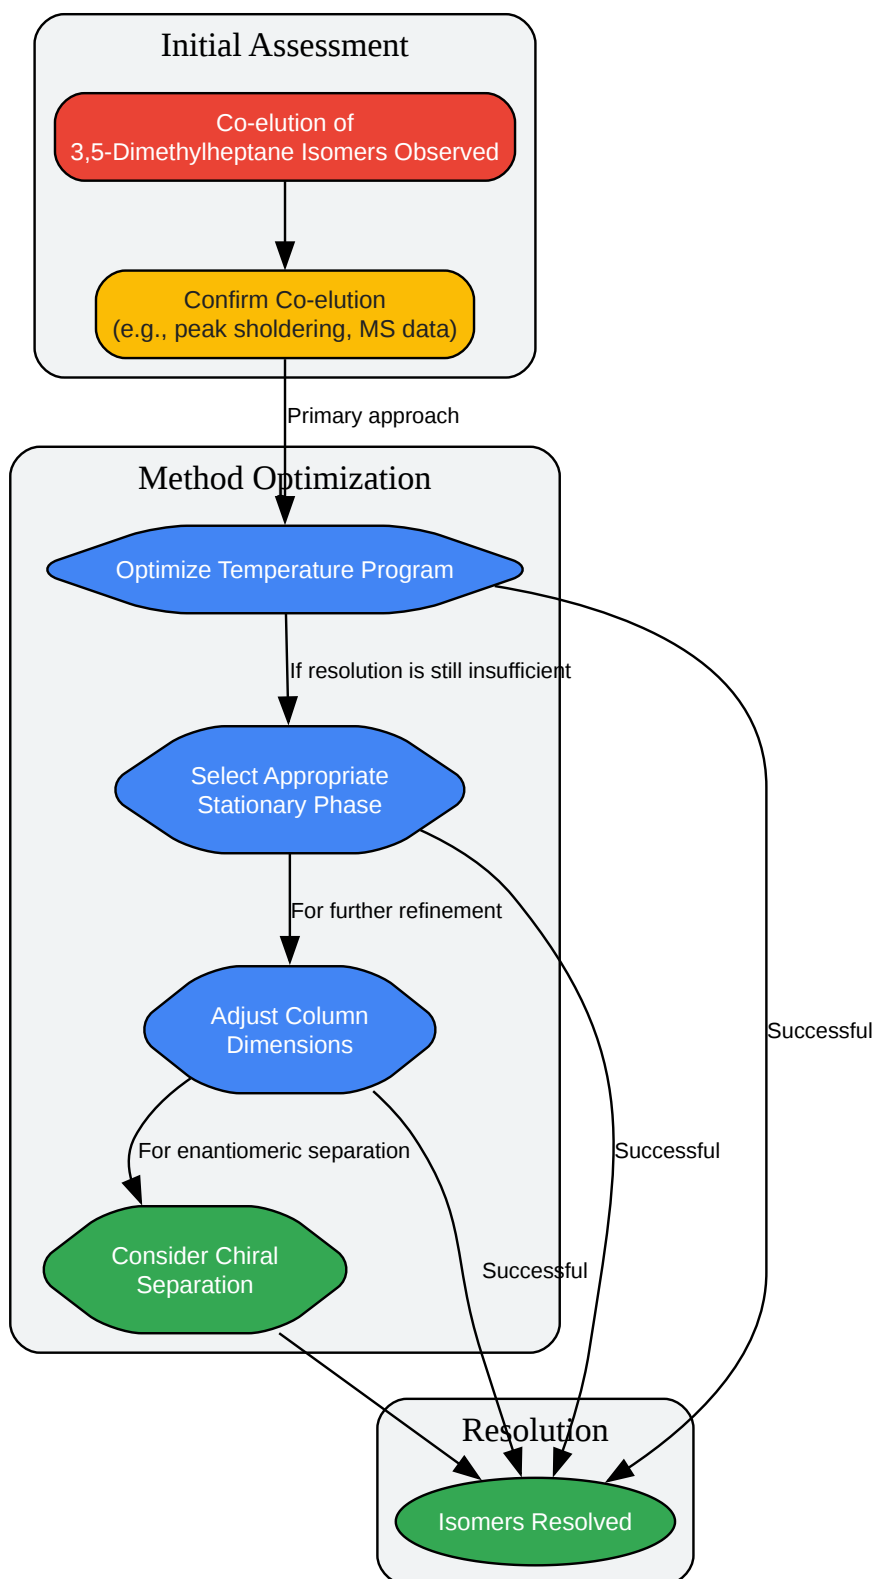 Initial Assessment
Co-elution of
3,5-Dimethylheptane Isomers Observed
Confirm Co-elution
(e.g., peak sholdering, MS data)
Primary approach
Method Optimization
Optimize Temperature Program
If resolution is still insufficient
Select Appropriate
Stationary Phase
For further refinement
Adjust Column
Dimensions
Successful
For enantiomeric separation
Successful
Consider Chiral
Separation
Successful
Resolution
Isomers Resolved